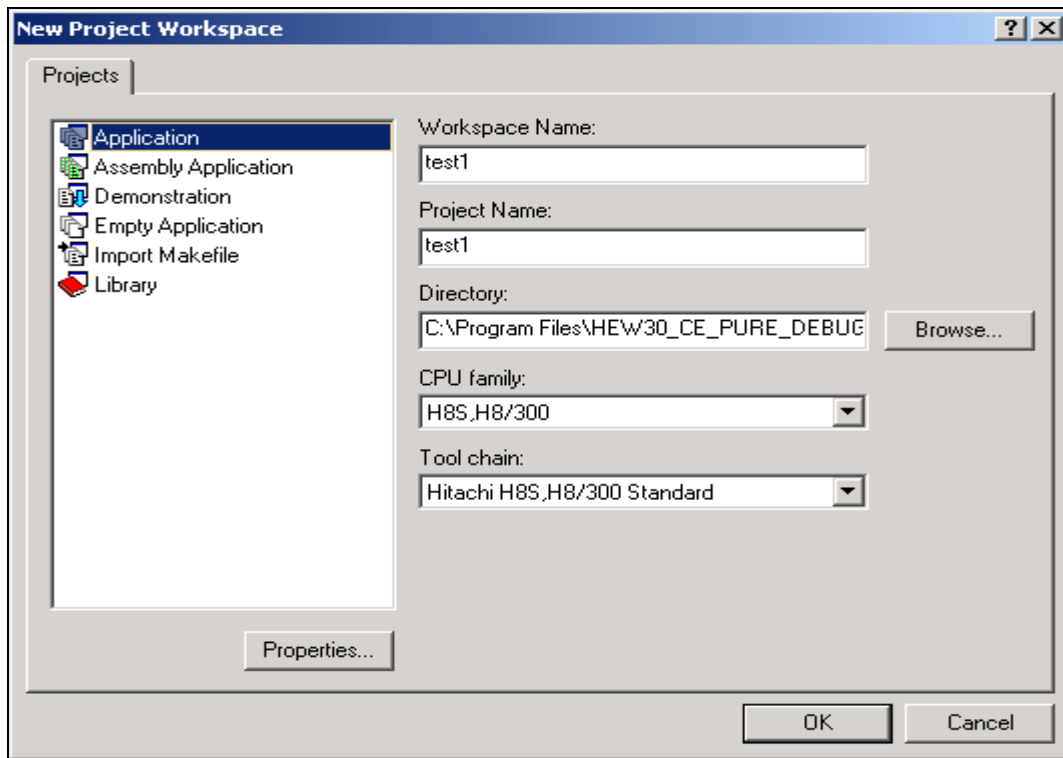 New Project Workspace
Projects
Application
Assembly Application
Demonstration
Empty Application
Import Makefile
Library
Properties...
Workspace Name:
test1
Project Name:
test1
Directory:
C:\Program Files\HEW30_CE_PURE_DEBUG
Browse...
CPU family:
H8S,H8/300
Tool chain:
Hitachi H8S,H8/300 Standard
OK
Cancel